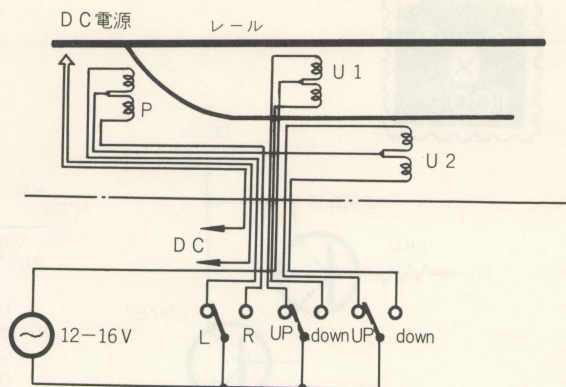 DC電源
レール
U1
P
U2
DC
12−16V
L R UP down UP down